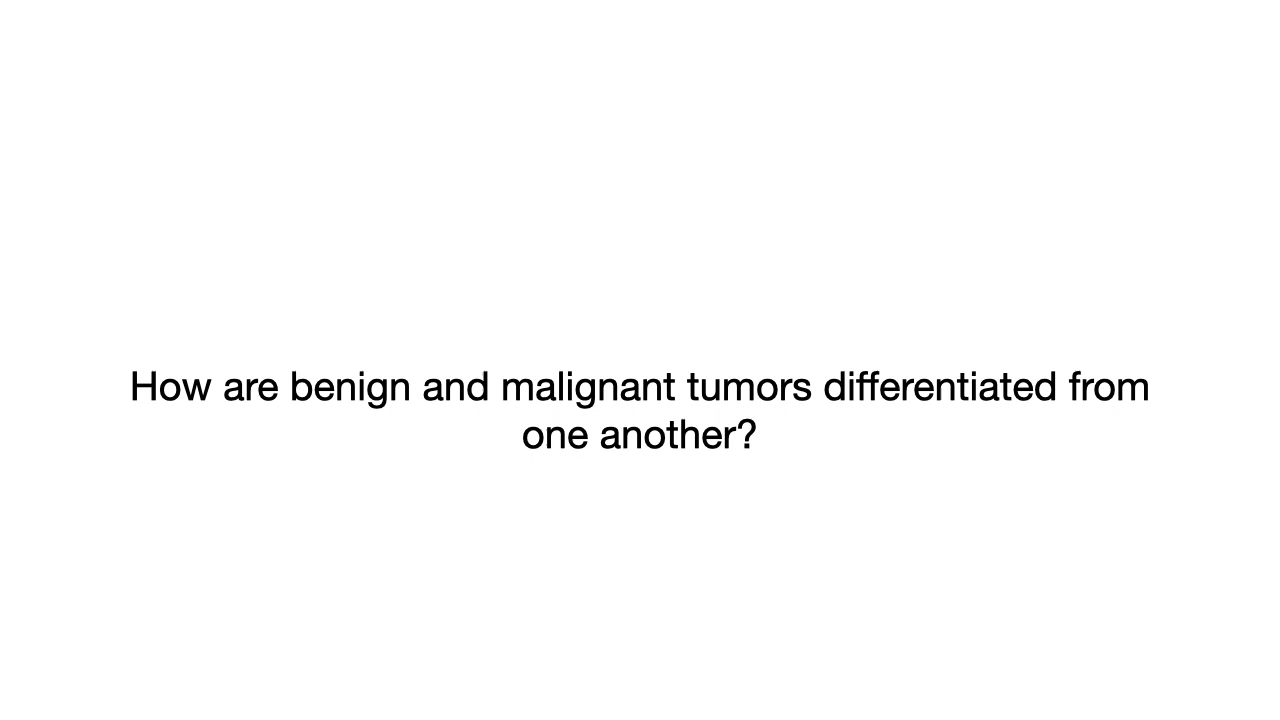 How are benign and malignant tumors differentiated from
one another?